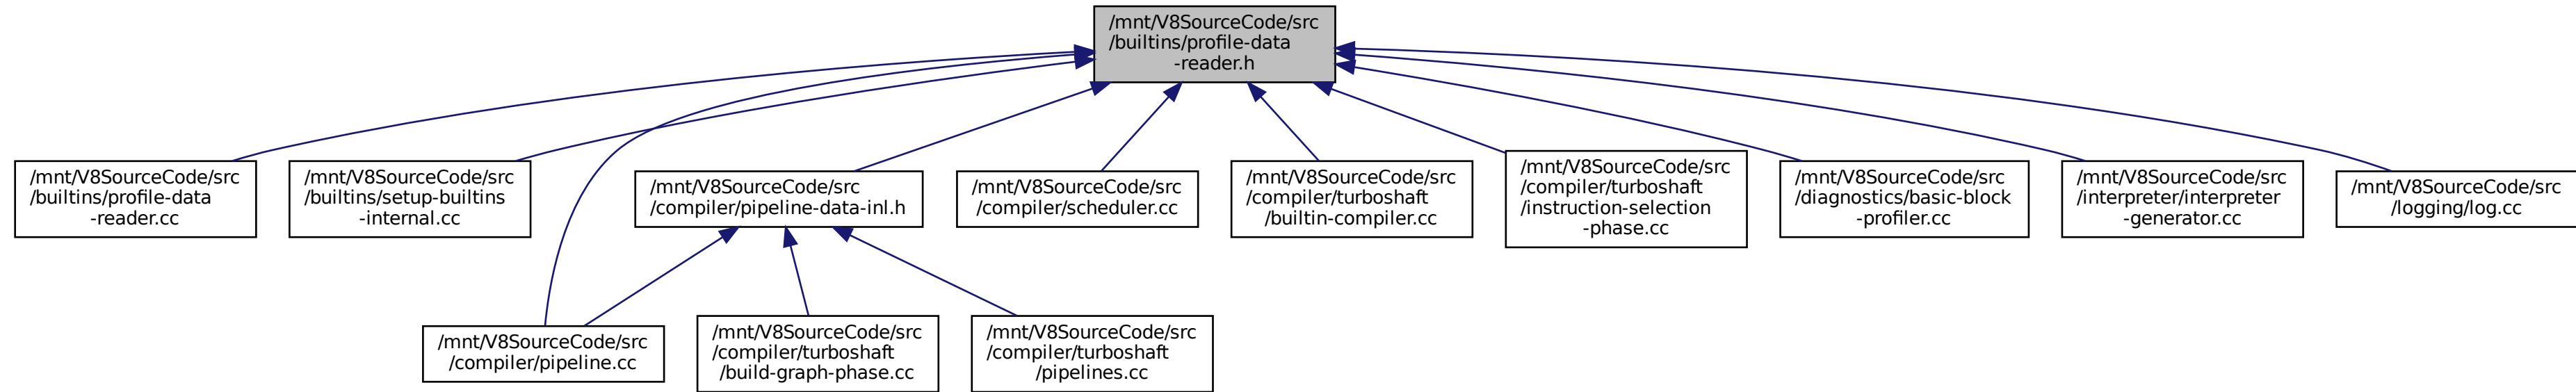 /mnt/V8SourceCode/src
/builtins/profile-data
-reader.h
/mnt/V8SourceCode/src
/builtins/profile-data
-reader.cc
/mnt/V8SourceCode/src
/builtins/setup-builtins
-internal.cc
/mnt/V8SourceCode/src
/compiler/pipeline-data-inl.h
/mnt/V8SourceCode/src
/compiler/scheduler.cc
/mnt/V8SourceCode/src
/compiler/turboshaft
/builtin-compiler.cc
/mnt/V8SourceCode/src
/compiler/turboshaft
/instruction-selection
-phase.cc
/mnt/V8SourceCode/src
/diagnostics/basic-block
-profiler.cc
/mnt/V8SourceCode/src
/interpreter/interpreter
-generator.cc
/mnt/V8SourceCode/src
/logging/log.cc
/mnt/V8SourceCode/src
/compiler/pipeline.cc
/mnt/V8SourceCode/src
/compiler/turboshaft
/build-graph-phase.cc
/mnt/V8SourceCode/src
/compiler/turboshaft
/pipelines.cc